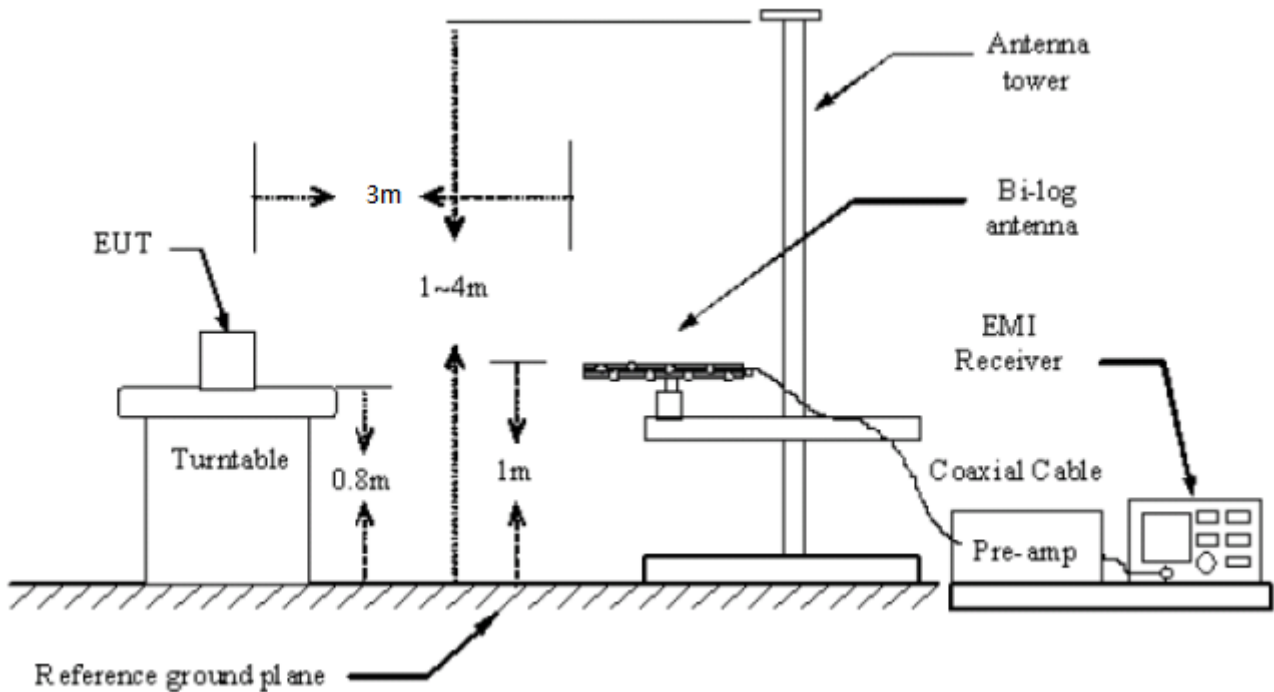 Antenna
tower
3m
Bi-log
antenna
EUT
1~4m
EMI
Receiver
Turntable
0.8m
1m
Coaxial Cable
Pre-amp
Reference ground plane